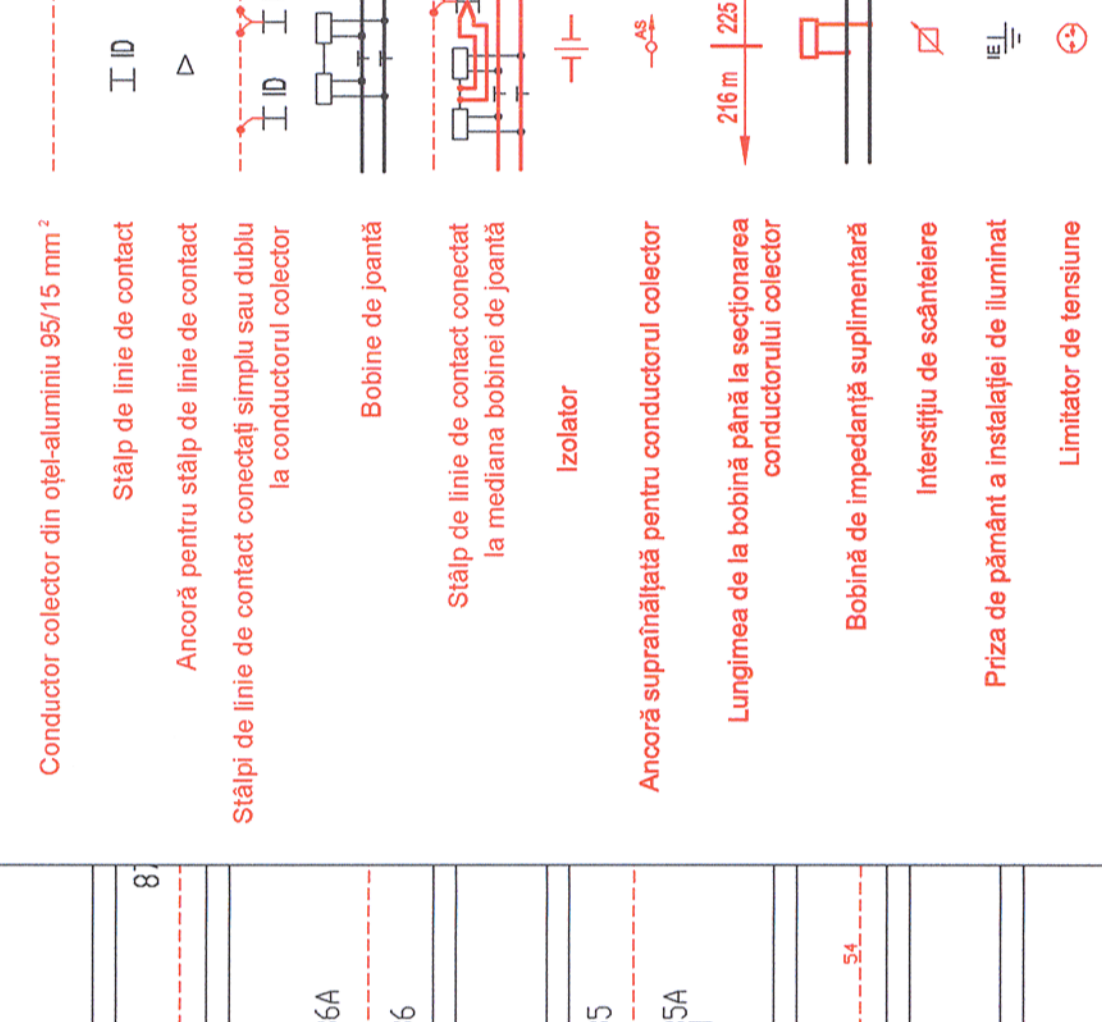 Conductor colector din oțel-aluminiu 95/15 mm²
Stâlp de linie de contact
ID
Ancoră pentru stâlp de linie de contact
Stâlpi de linie de contact conectați simplu sau dublu
la conductorul colector
ID
Bobine de joantă
Stâlp de linie de contact conectat
la mediana bobinei de joantă
Izolator
Ancoră supraînălțată pentru conductorul colector
AS
Lungimea de la bobină până la secționarea
conductorului colector
216 m
225
Bobină de impedanță suplimentară
Interstițiu de scânteiere
Priza de pământ a instalației de iluminat
IE
Limitator de tensiune
54